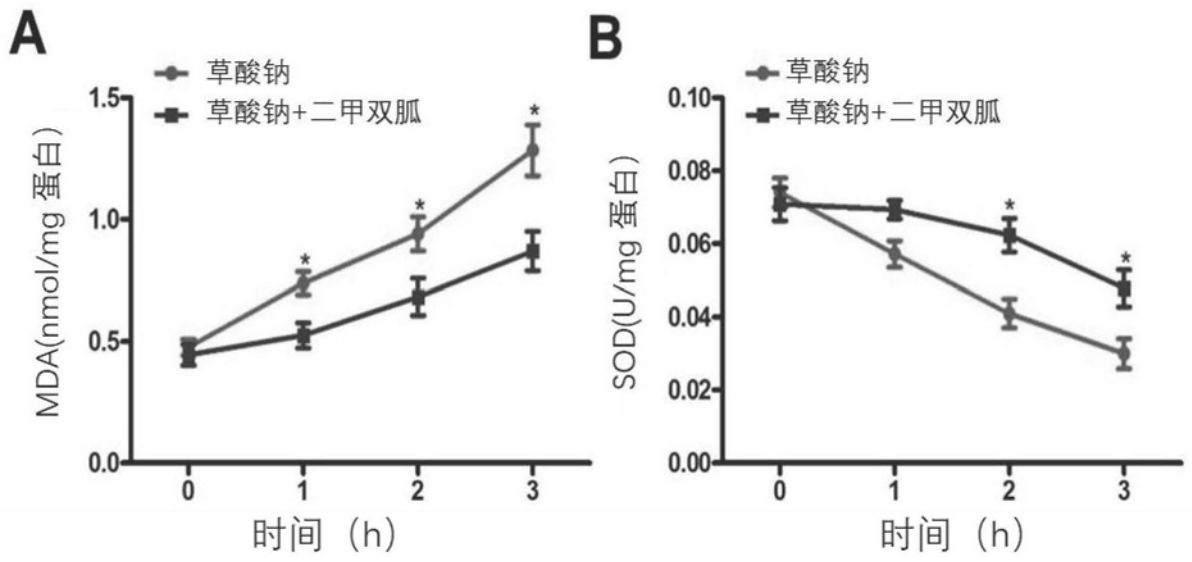 A
草酸钠
草酸钠+二甲双胍
MDA(nmol/mg 蛋白)
1.5
1.0
0.5
0.0
*
*
*
0 1 2 3
时间（h）
B
草酸钠
草酸钠+二甲双胍
SOD(U/mg 蛋白)
0.10
0.08
0.06
0.04
0.02
0.00
*
*
0 1 2 3
时间（h）